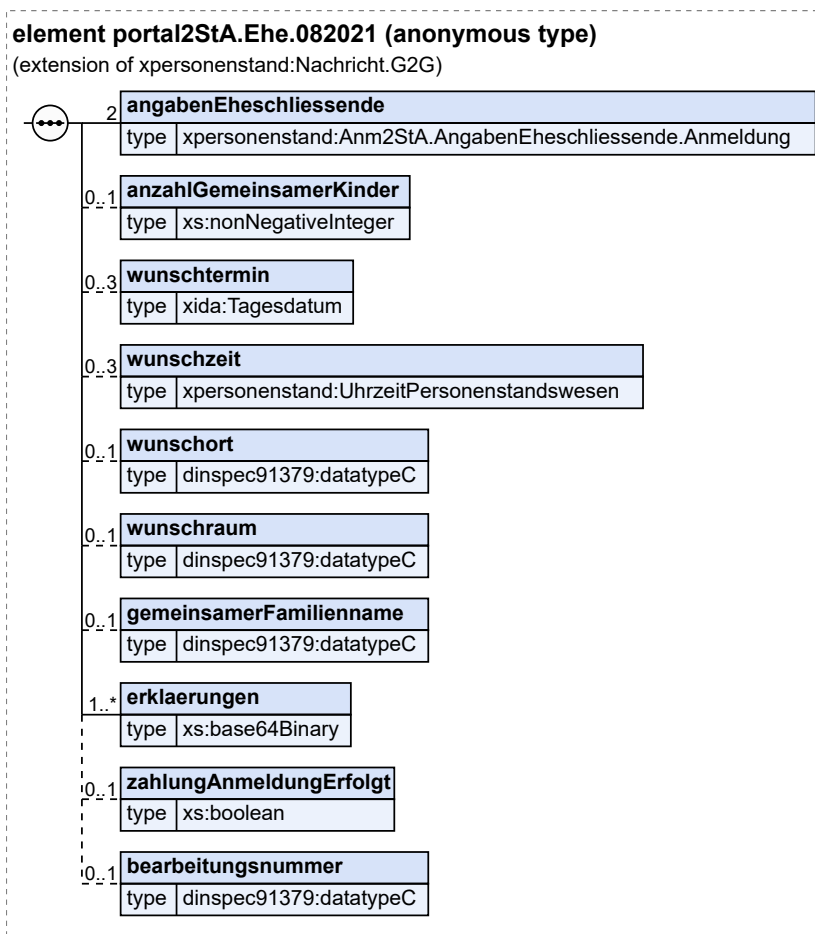 element portal2StA.Ehe.082021 (anonymous type)
(extension of xpersonenstand:Nachricht.G2G)
2 angabenEheschliessende
type xpersonenstand:Anm2StA.AngabenEheschliessende.Anmeldung
0..1 anzahlGemeinsamerKinder
type xs:nonNegativeInteger
0..3 wunschtermin
type xida:Tagesdatum
0..3 wunschzeit
type xpersonenstand:UhrzeitPersonenstandswesen
0..1 wunschort
type dinspec91379:datatypeC
0..1 wunschraum
type dinspec91379:datatypeC
0..1 gemeinsamerFamilienname
type dinspec91379:datatypeC
1..* erklaerungen
type xs:base64Binary
0..1 zahlungAnmeldungErfolgt
type xs:boolean
0..1 bearbeitungsnummer
type dinspec91379:datatypeC